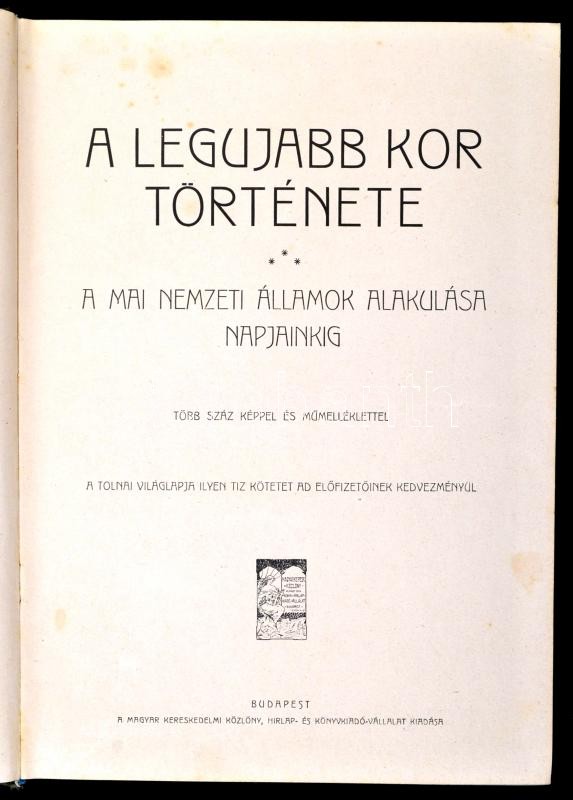 A LEGUJABB KOR
TÖRTÉNETE
A MAI NEMZETI ÁLLAMOK ALAKULÁSA
NAPJAINKIG
TÖBB SZÁZ KÉPPEL ÉS MŰMELLÉKLETTEL
A TOLNAI VILÁGLAPJA ILYEN TIZ KÖTETET AD ELŐFIZETŐINEK KEDVEZMÉNYÜL
BUDAPEST
A MAGYAR KERESKEDELMI KÖZLÖNY, HIRLAP- ÉS KÖNYVKIADÓ-VÁLLALAT KIADÁSA